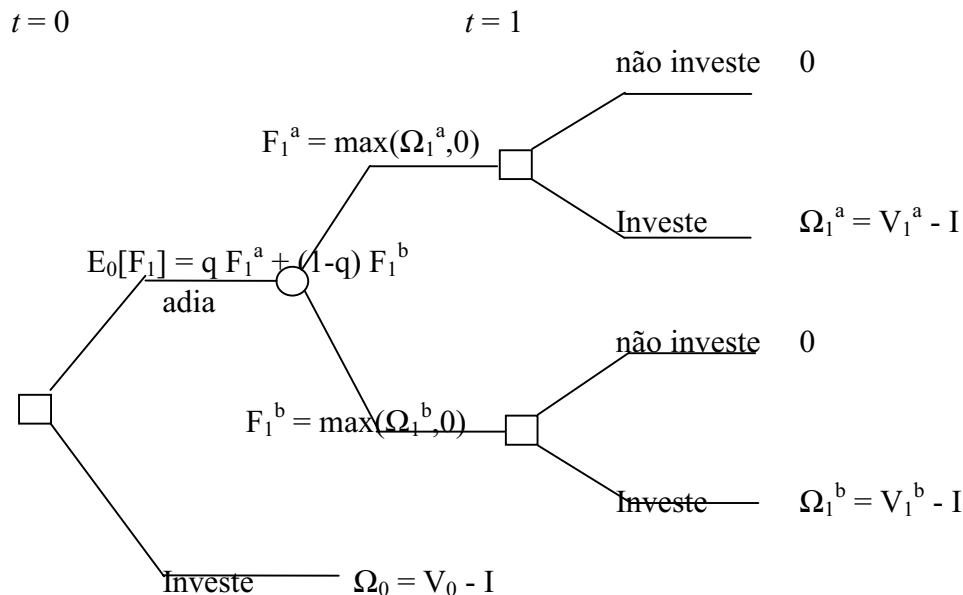 t = 0 t = 1
não investe 0
F₁ᵃ = max(Ω₁ᵃ,0)
Investe Ω₁ᵃ = V₁ᵃ - I
E₀[F₁] = q F₁ᵃ + (1-q) F₁ᵇ
adia
não investe 0
F₁ᵇ = max(Ω₁ᵇ,0)
Investe Ω₁ᵇ = V₁ᵇ - I
Investe Ω₀ = V₀ - I